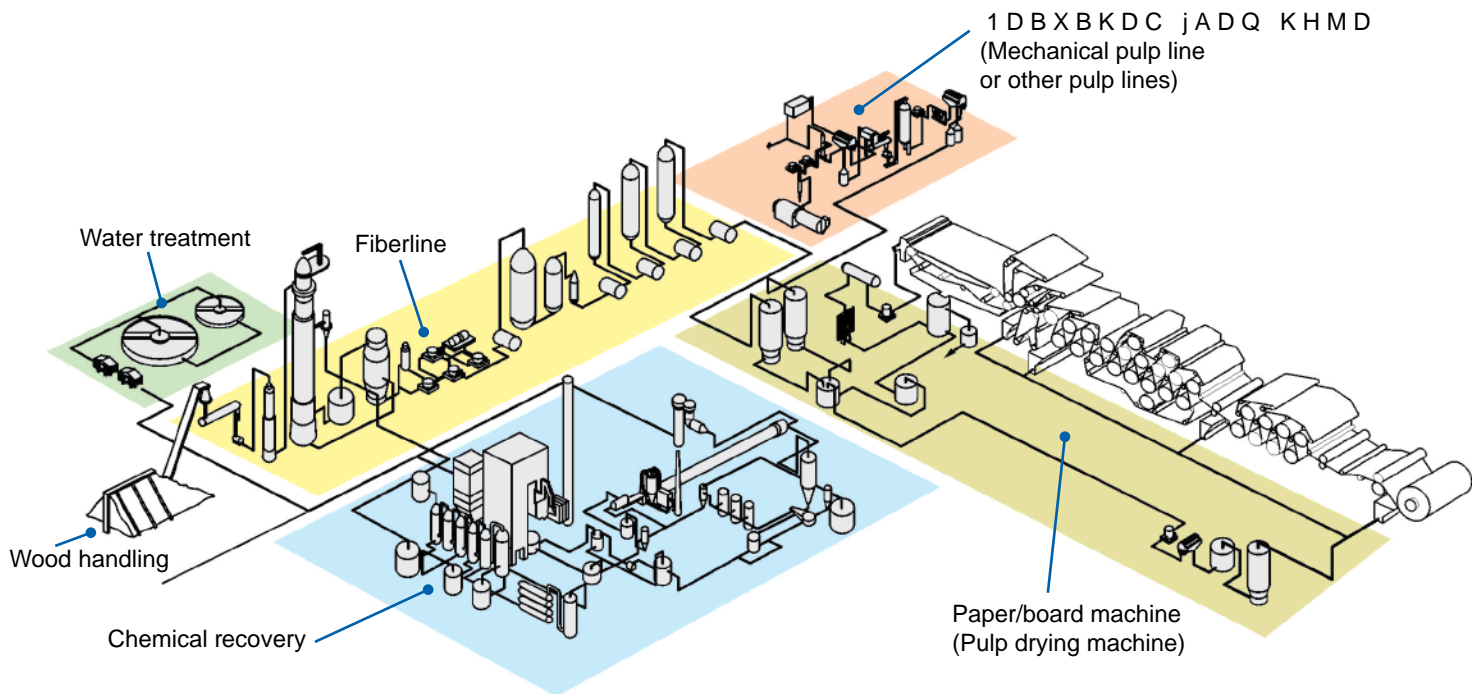 1 D B X B K D C j A D Q K H M D
(Mechanical pulp line
or other pulp lines)
Water treatment
Fiberline
Wood handling
Chemical recovery
Paper/board machine
(Pulp drying machine)